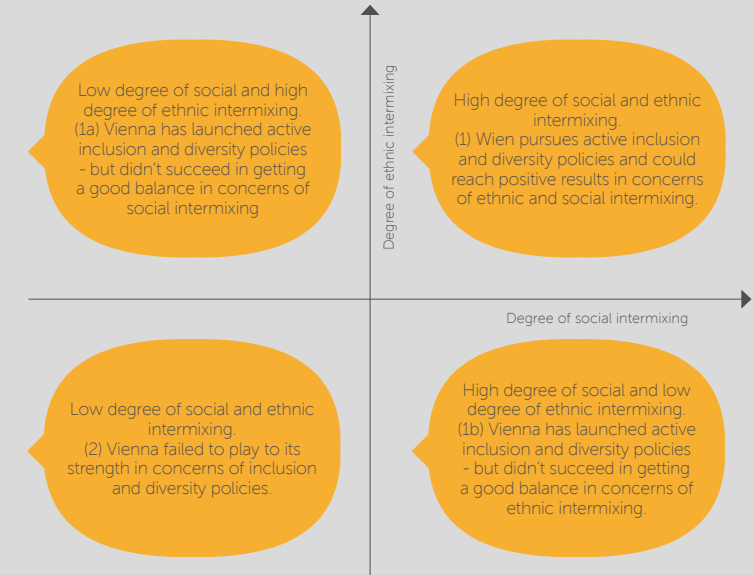 Low degree of social and high
degree of ethnic intermixing.
(1a) Vienna has launched active
inclusion and diversity policies
- but didn't succeed in getting
a good balance in concerns of
social intermixing
Degree of ethnic intermixing
High degree of social and ethnic
intermixing.
(1) Wien pursues active inclusion
and diversity policies and could
reach positive results in concerns
of ethnic and social intermixing.
Degree of social intermixing
Low degree of social and ethnic
intermixing.
(2) Vienna failed to play to its
strength in concerns of inclusion
and diversity policies.
High degree of social and low
degree of ethnic intermixing.
(1b) Vienna has launched active
inclusion and diversity policies
- but didn't succeed in getting
a good balance in concerns of
ethnic intermixing.